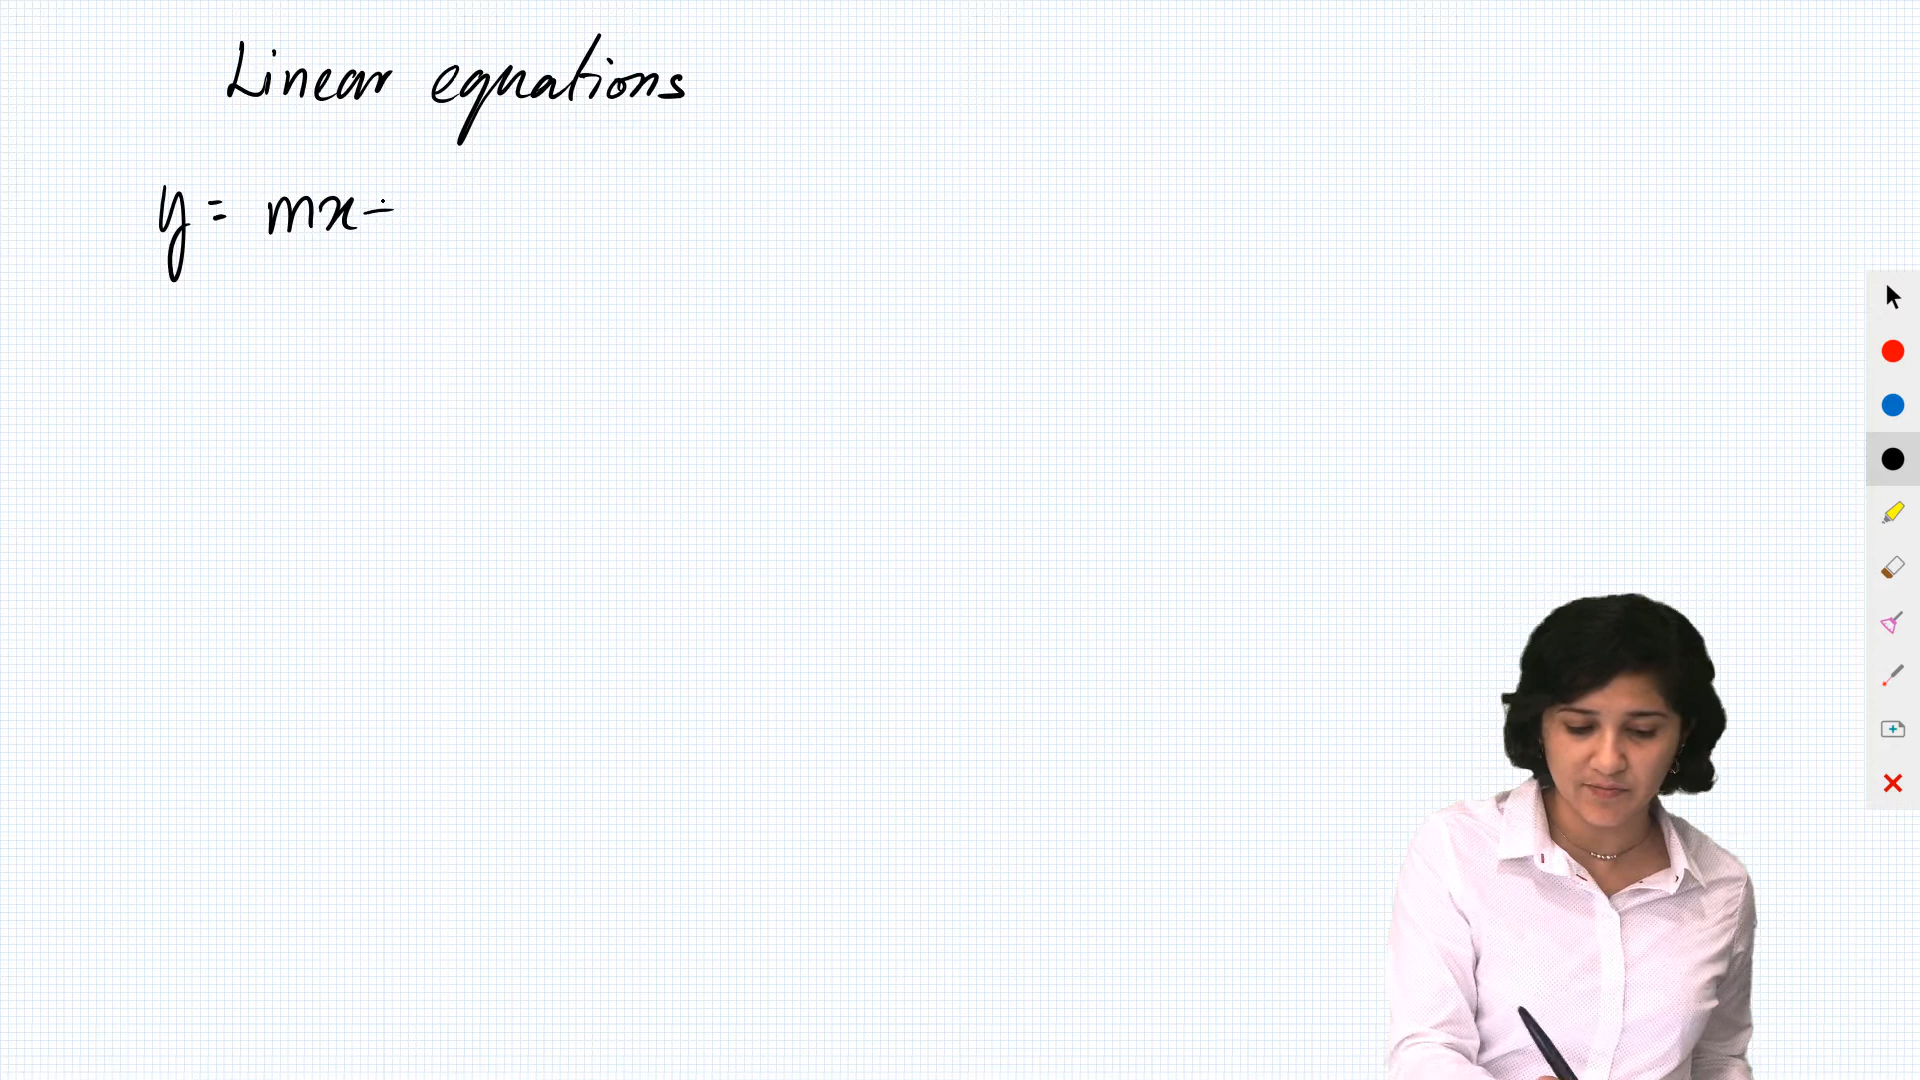 Linear equations
y = mx -